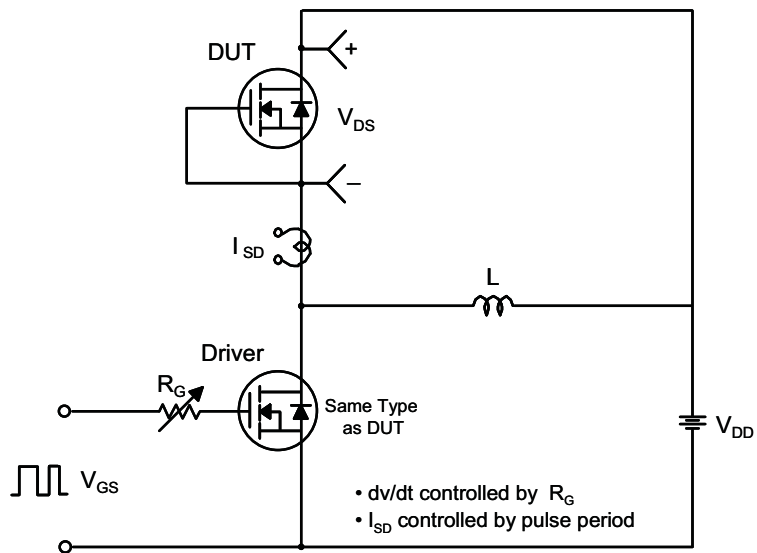 DUT
+
V_DS
–
I_SD
L
Driver
R_G
Same Type
as DUT
V_DD
V_GS
• dv/dt controlled by R_G
• I_SD controlled by pulse period